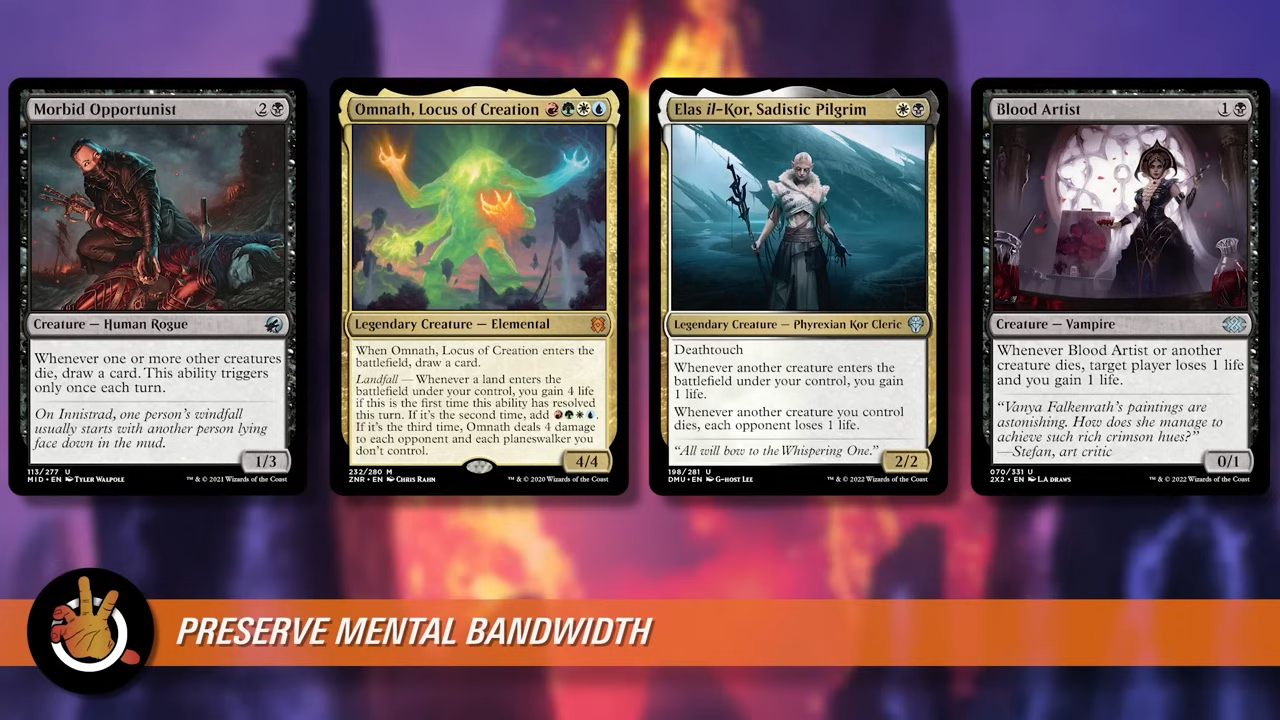 Morbid Opportunist 2
Creature — Human Rogue
Whenever one or more other creatures
die, draw a card. This ability triggers
only once each turn.
On Innistrad, one person's windfall
usually starts with another person lying
face down in the mud.
1/3
113/277 U
MID • EN TYLER WALPOLE
™ & © 2021 Wizards of the Coast
Omnath, Locus of Creation
Legendary Creature — Elemental
When Omnath, Locus of Creation enters the
battlefield, draw a card.
Landfall — Whenever a land enters the
battlefield under your control, you gain 4 life
if this is the first time this ability has resolved
this turn. If it's the second time, add .
If it's the third time, Omnath deals 4 damage
to each opponent and each planeswalker you
don't control.
4/4
232/280 M
ZNR • EN CHRIS RAHN
™ & © 2020 Wizards of the Coast
Elas il-Kor, Sadistic Pilgrim
Legendary Creature — Phyrexian Kor Cleric
Deathtouch
Whenever another creature enters the
battlefield under your control, you gain
1 life.
Whenever another creature you control
dies, each opponent loses 1 life.
"All will bow to the Whispering One."
2/2
198/281 U
DMU • EN G-HOST LEE
™ & © 2022 Wizards of the Coast
Blood Artist 1
Creature — Vampire
Whenever Blood Artist or another
creature dies, target player loses 1 life
and you gain 1 life.
"Vanya Falkenrath's paintings are
astonishing. How does she manage to
achieve such rich crimson hues?"
—Stefan, art critic
0/1
070/331 U
2X2 • EN LA DRAWS
™ & © 2022 Wizards of the Coast
PRESERVE MENTAL BANDWIDTH